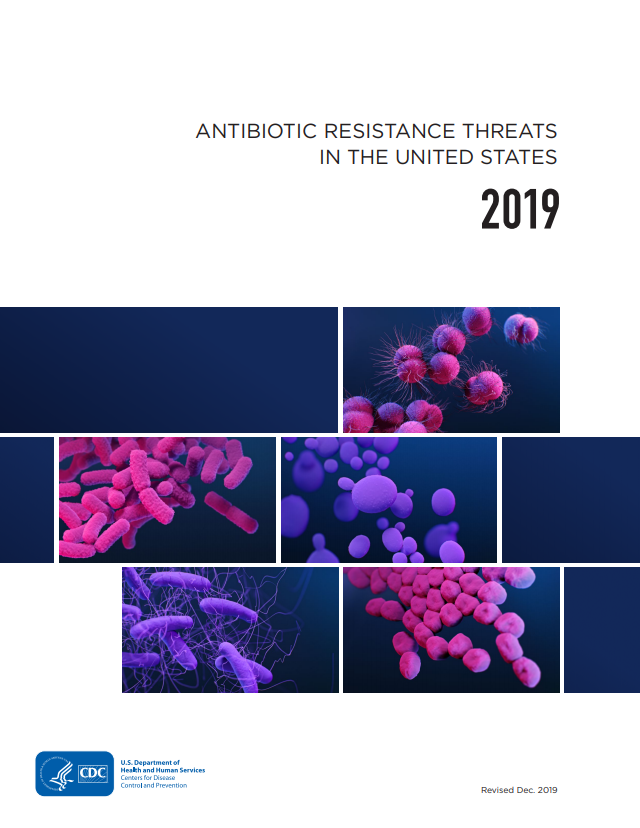 ANTIBIOTIC RESISTANCE THREATS
IN THE UNITED STATES
2019
CDC
U.S. Department of
Health and Human Services
Centers for Disease
Control and Prevention
Revised Dec. 2019